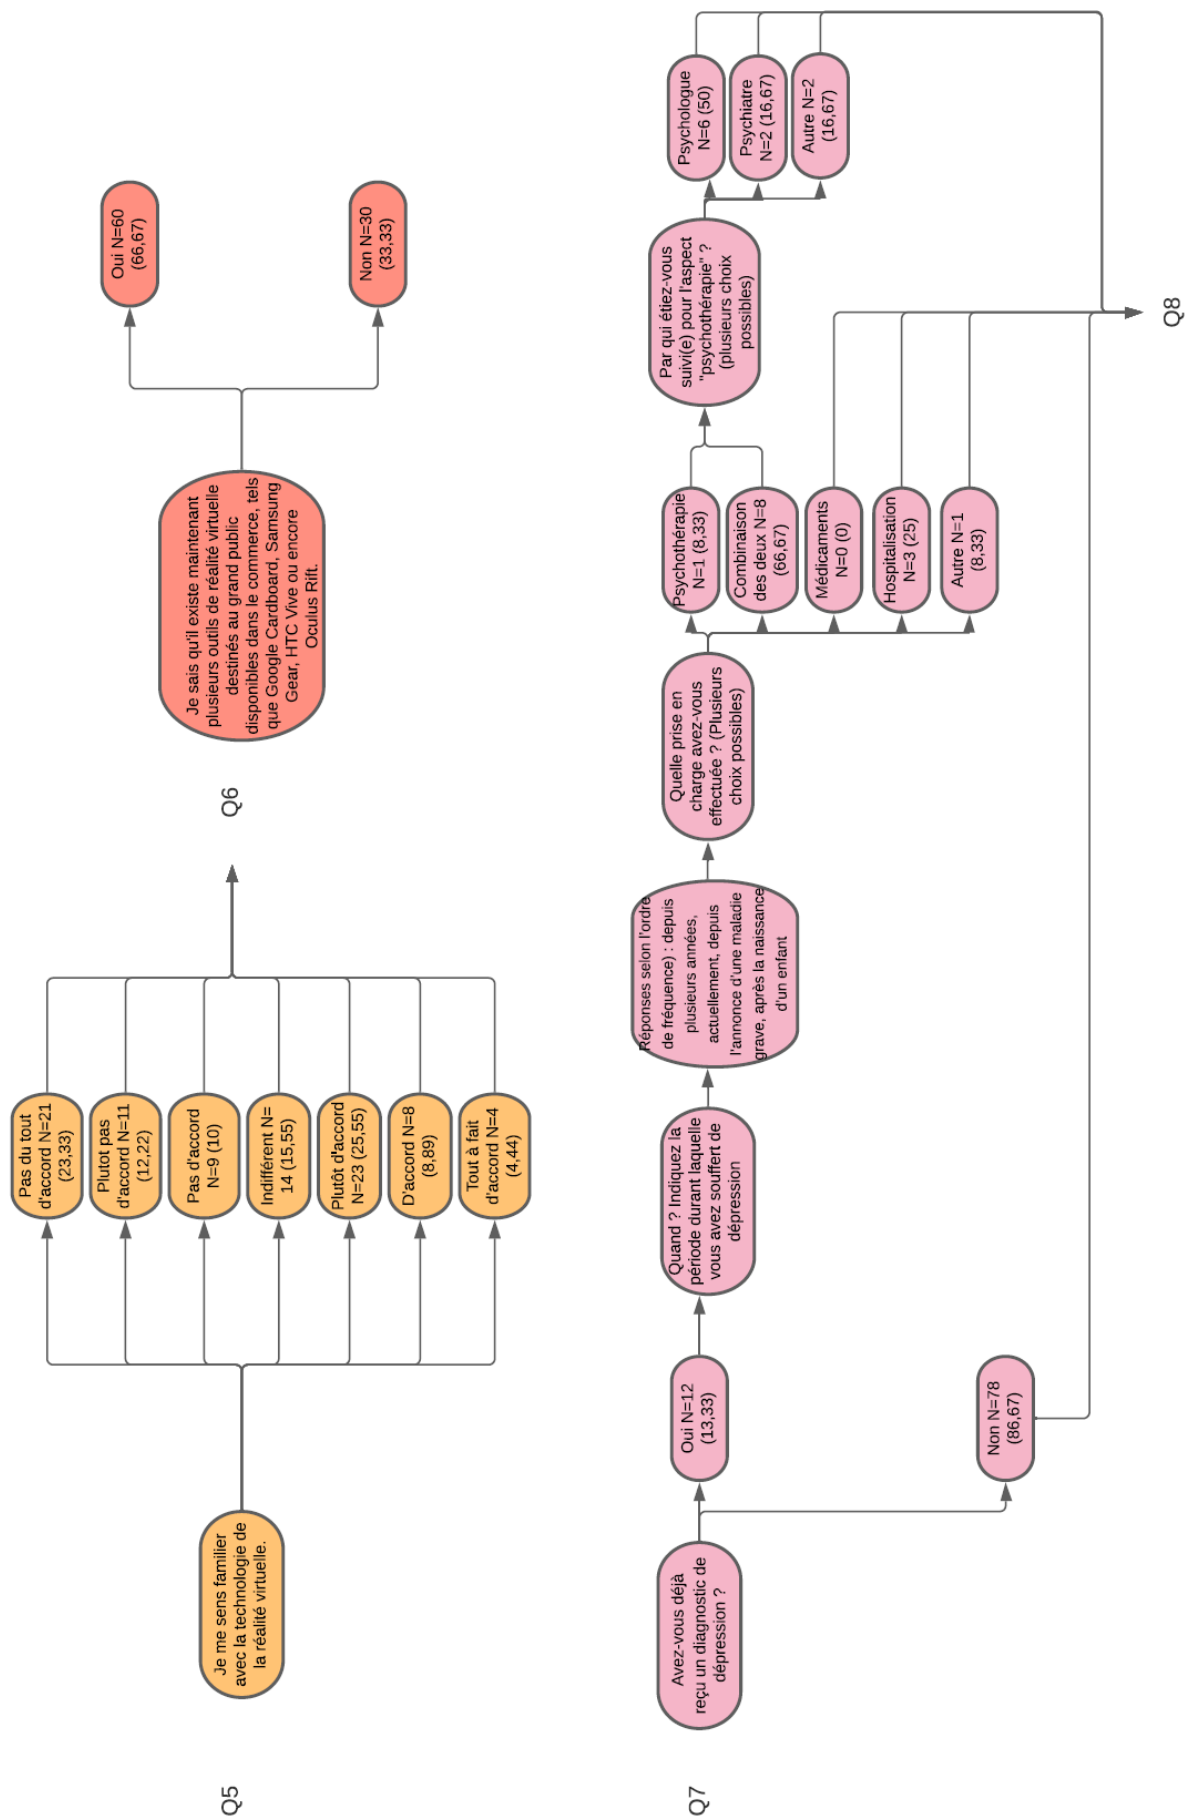 Q5
Je me sens familier
avec la technologie de
la réalité virtuelle.
Pas du tout
d'accord N=21
(23,33)
Plutot pas
d'accord N=11
(12,22)
Pas d'accord
N=9 (10)
Indifférent N=
14 (15,55)
Plutôt d'accord
N=23 (25,55)
D'accord N=8
(8,89)
Tout à fait
d'accord N=4
(4,44)
Q6
Je sais qu'il existe maintenant
plusieurs outils de réalité virtuelle
destinés au grand public
disponibles dans le commerce, tels
que Google Cardboard, Samsung
Gear, HTC Vive ou encore
Oculus Rift.
Oui N=60
(66,67)
Non N=30
(33,33)
Q7
Avez-vous déjà
reçu un diagnostic de
dépression ?
Oui N=12
(13,33)
Non N=78
(86,67)
Quand ? Indiquez la
période durant laquelle
vous avez souffert de
dépression
Réponses selon l'ordre
de fréquence) : depuis
plusieurs années,
actuellement, depuis
l'annonce d'une maladie
grave, après la naissance
d'un enfant
Quelle prise en
charge avez-vous
effectuée ? (Plusieurs
choix possibles)
Psychothérapie
N=1 (8,33)
Combinaison
des deux N=8
(66,67)
Médicaments
N=0 (0)
Hospitalisation
N=3 (25)
Autre N=1
(8,33)
Par qui étiez-vous
suivi(e) pour l'aspect
"psychothérapie" ?
(plusieurs choix
possibles)
Psychologue
N=6 (50)
Psychiatre
N=2 (16,67)
Autre N=2
(16,67)
Q8